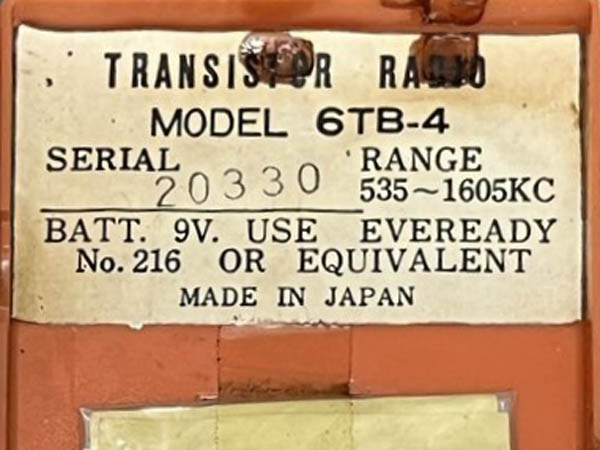 TRANSISTOR RADIO
MODEL 6TB-4
SERIAL 20330
RANGE
535~1605KC
BATT. 9V. USE EVEREADY
No. 216 OR EQUIVALENT
MADE IN JAPAN